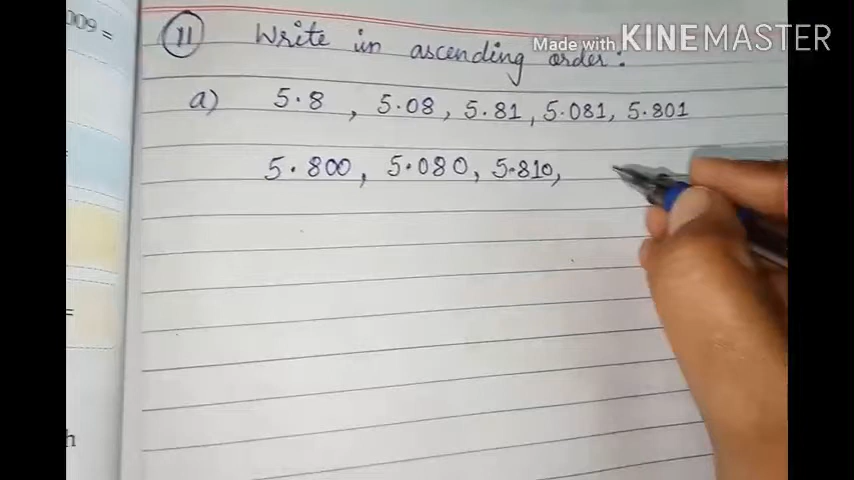 009 =
11 Write in ascending order :
Made with KINEMASTER
a) 5.8 , 5.08 , 5.81 , 5.081, 5.801
5.800 , 5.080 , 5.810,
=
h